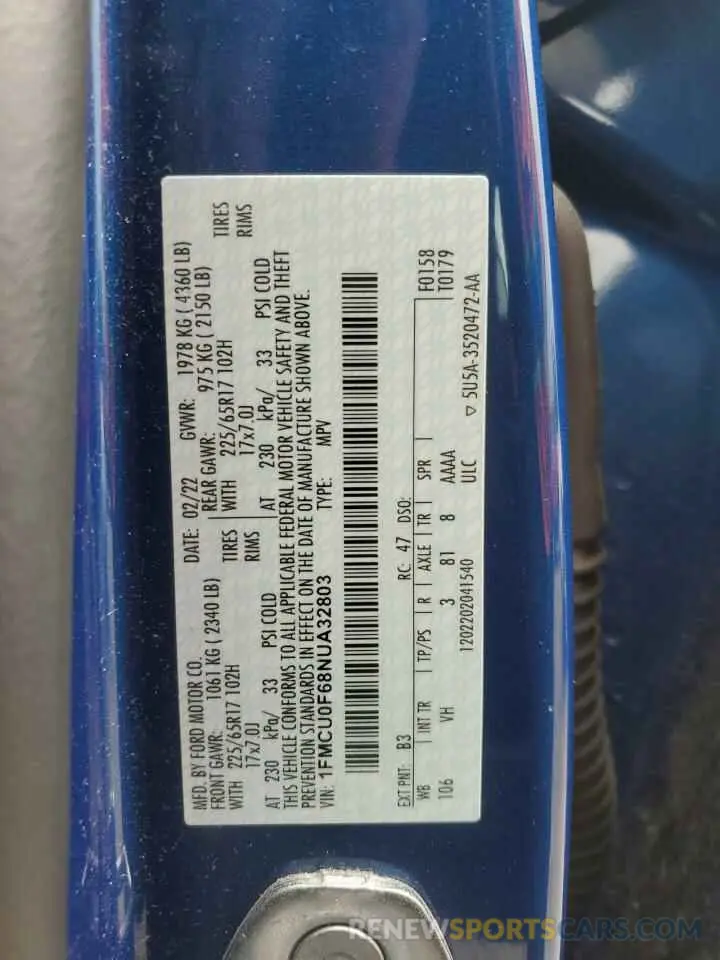 MFD. BY FORD MOTOR CO.
DATE: 02/22 GVWR: 1978 KG ( 4360 LB)
FRONT GAWR: 1061 KG ( 2340 LB)
REAR GAWR: 975 KG ( 2150 LB)
WITH 225/65R17 102H TIRES
WITH 225/65R17 102H TIRES
17x7.0J RIMS
17x7.0J RIMS
AT 230 kPa/ 33 PSI COLD
AT 230 kPa/ 33 PSI COLD
THIS VEHICLE CONFORMS TO ALL APPLICABLE FEDERAL MOTOR VEHICLE SAFETY AND THEFT
PREVENTION STANDARDS IN EFFECT ON THE DATE OF MANUFACTURE SHOWN ABOVE.
VIN: 1FMCU0F68NUA32803 TYPE: MPV
EXT PNT: B3 RC: 47 DSO: F0158
WB INT TR TP/PS R AXLE TR SPR T0179
106 VH 3 81 8 AAAA
ULC
1202202041540 ▽ 5U5A-3520472-AA
RENEWSPORTSCARS.COM